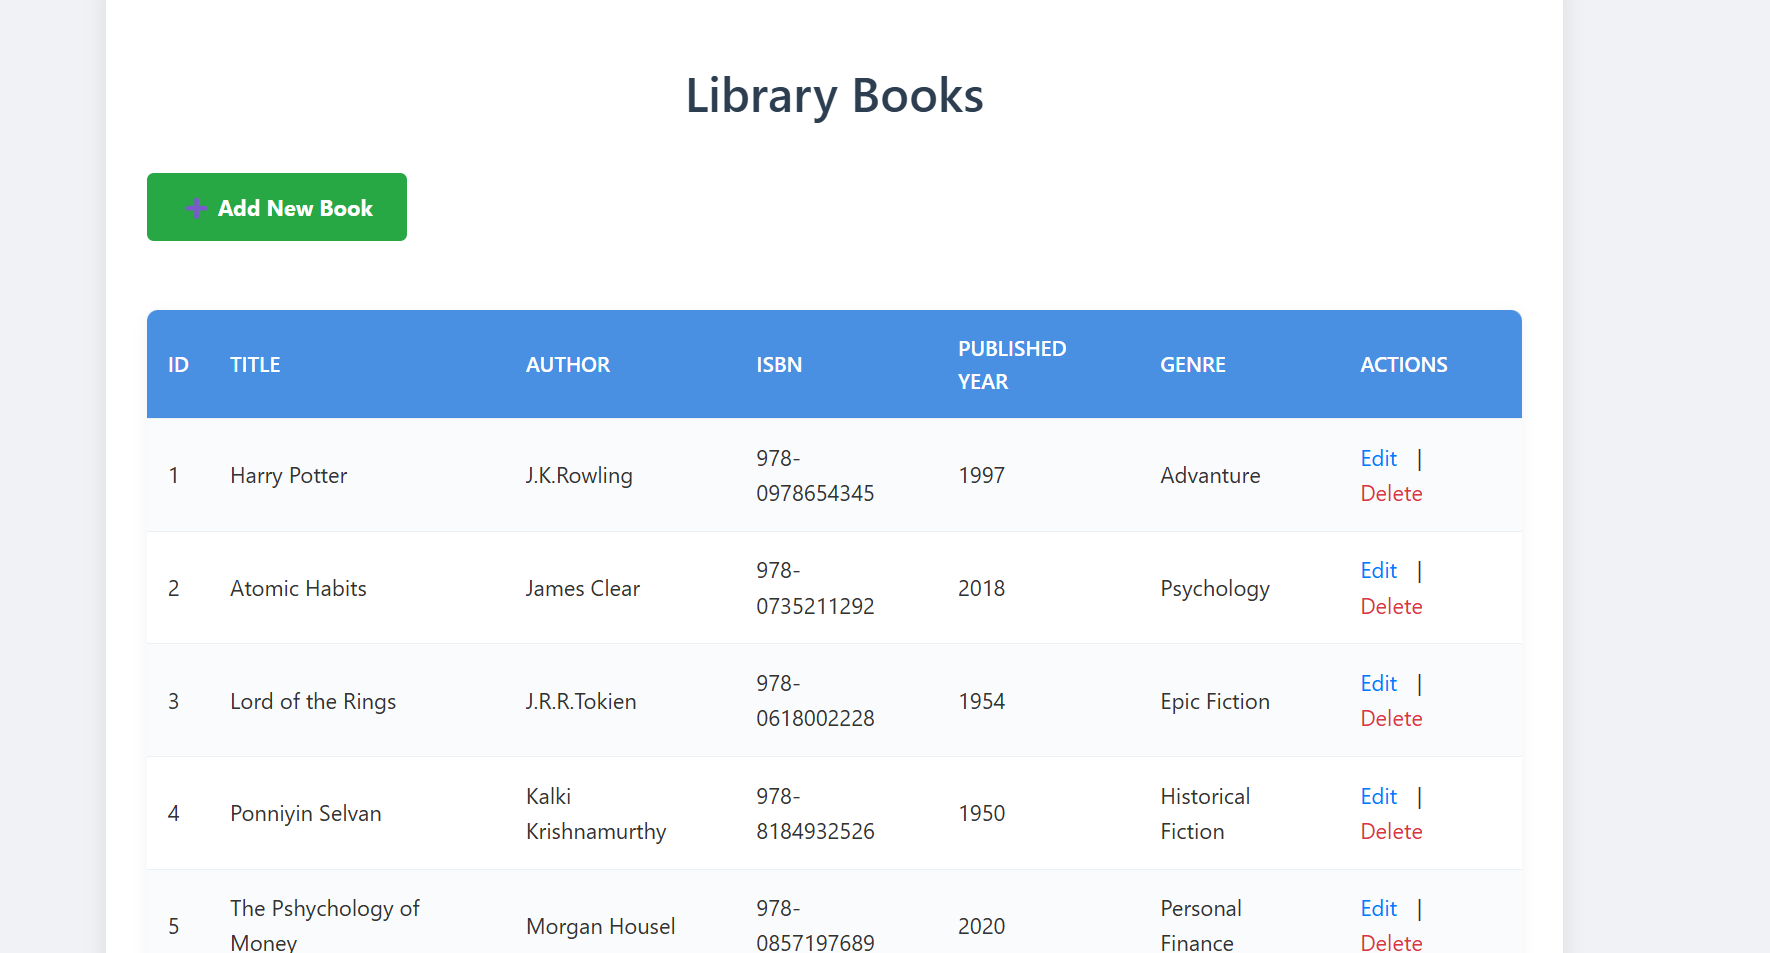 Library Books
➕ Add New Book
ID TITLE AUTHOR ISBN PUBLISHED YEAR GENRE ACTIONS
1 Harry Potter J.K.Rowling 978-0978654345 1997 Advanture Edit | Delete
2 Atomic Habits James Clear 978-0735211292 2018 Psychology Edit | Delete
3 Lord of the Rings J.R.R.Tokien 978-0618002228 1954 Epic Fiction Edit | Delete
4 Ponniyin Selvan Kalki Krishnamurthy 978-8184932526 1950 Historical Fiction Edit | Delete
5 The Pshychology of Money Morgan Housel 978-0857197689 2020 Personal Finance Edit | Delete